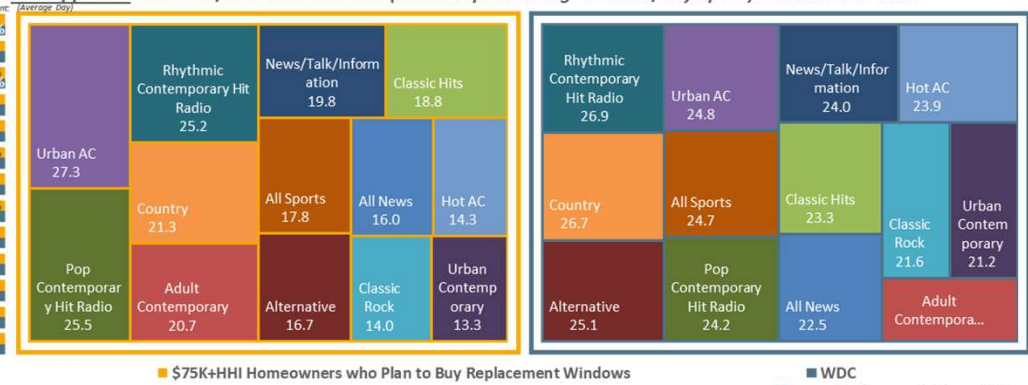 (Average Day)
Urban AC
27.3
Pop
Contemporar
y Hit Radio
25.5
Rhythmic
Contemporary Hit
Radio
25.2
Country
21.3
Adult
Contemporary
20.7
News/Talk/Inform
ation
19.8
Classic Hits
18.8
All Sports
17.8
All News
16.0
Hot AC
14.3
Alternative
16.7
Classic
Rock
14.0
Urban
Contemp
orary
13.3
Rhythmic
Contemporary
Hit Radio
26.9
Country
26.7
Alternative
25.1
Urban AC
24.8
All Sports
24.7
Pop
Contemporary
Hit Radio
24.2
News/Talk/Infor
mation
24.0
Hot AC
23.9
Classic Hits
23.3
All News
22.5
Classic
Rock
21.6
Urban
Contem
porary
21.2
Adult
Contempora...
$75K+HHI Homeowners who Plan to Buy Replacement Windows
WDC